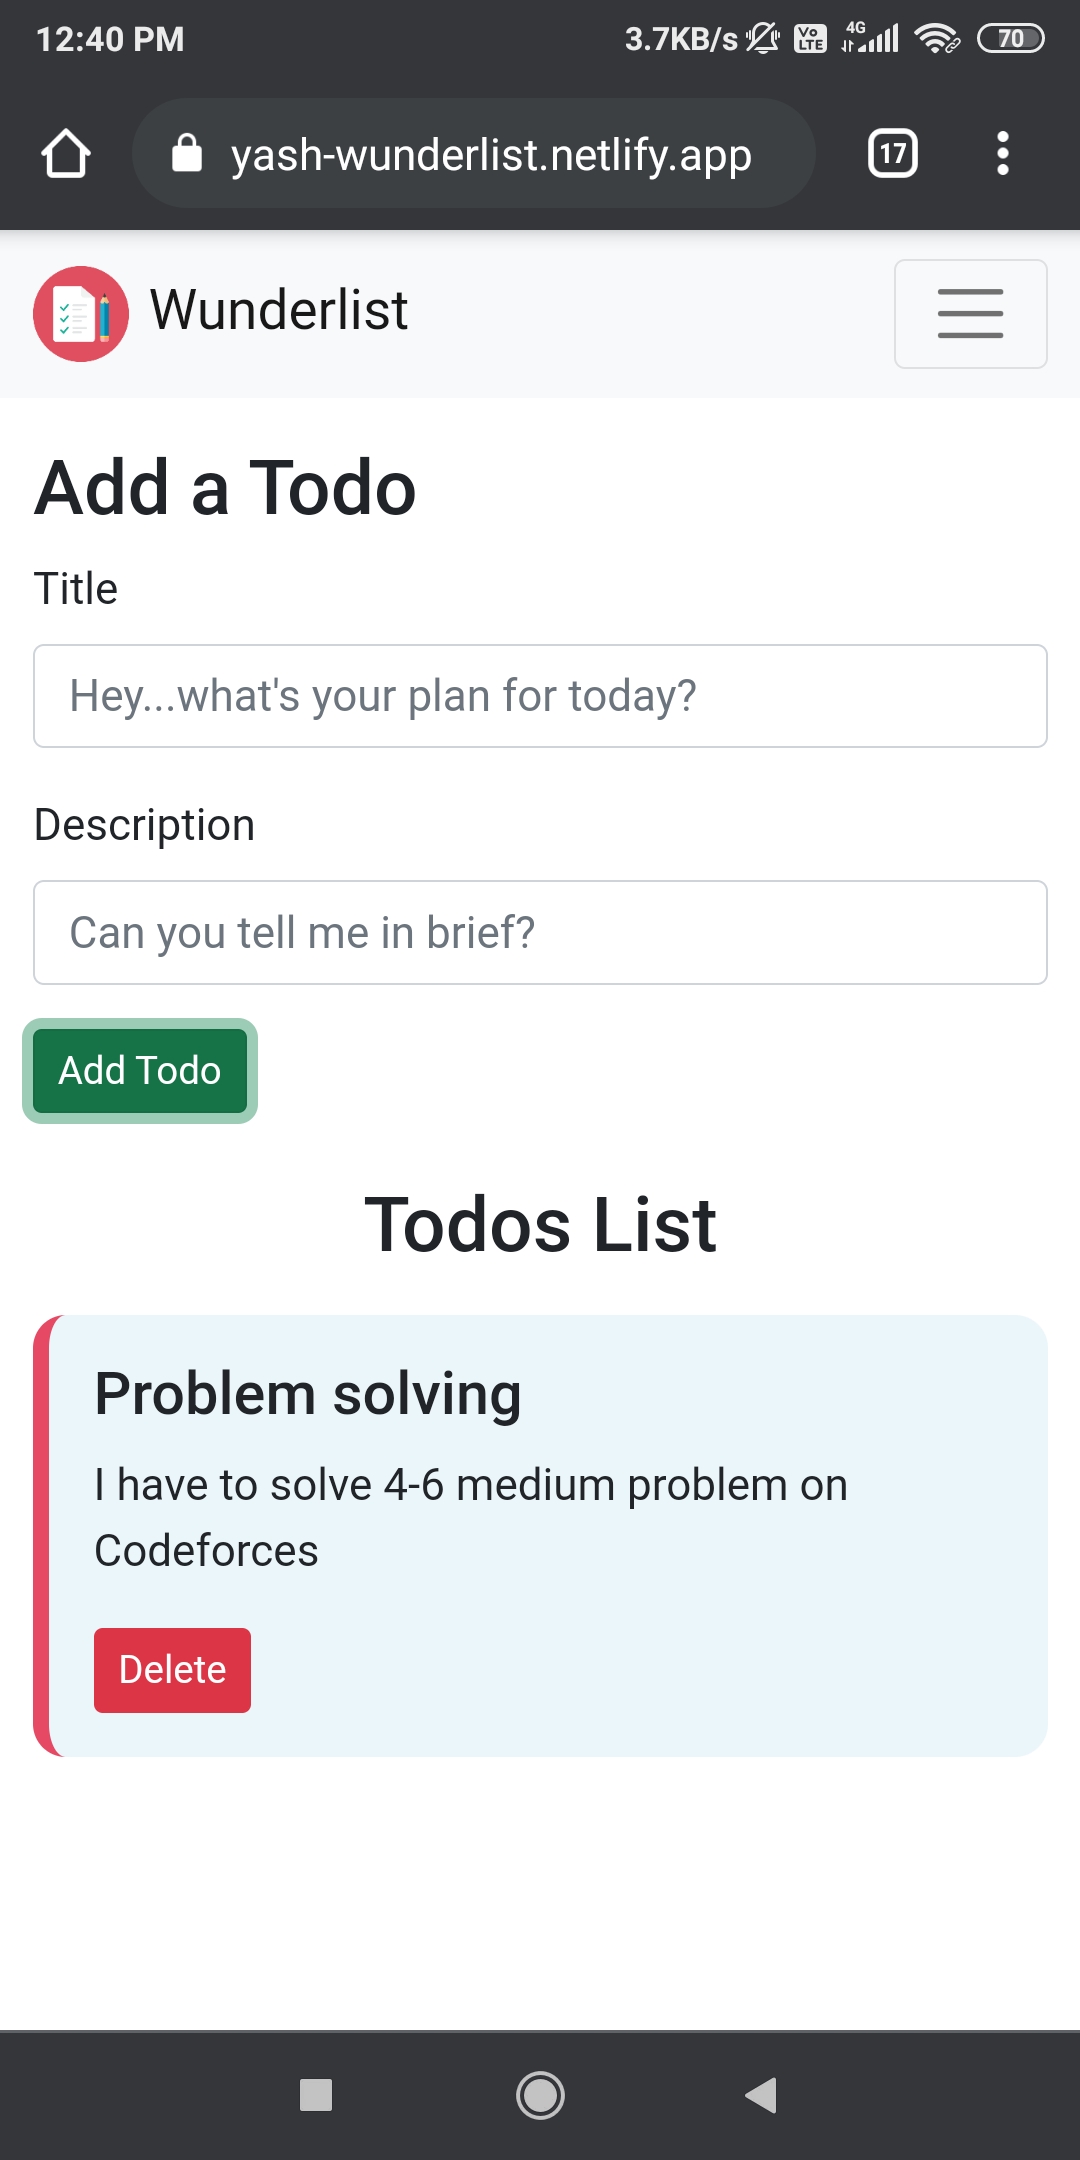 12:40 PM
3.7KB/s
Vo LTE
4G
70
yash-wunderlist.netlify.app
17
Wunderlist
Add a Todo
Title
Hey...what's your plan for today?
Description
Can you tell me in brief?
Add Todo
Todos List
Problem solving
I have to solve 4-6 medium problem on
Codeforces
Delete